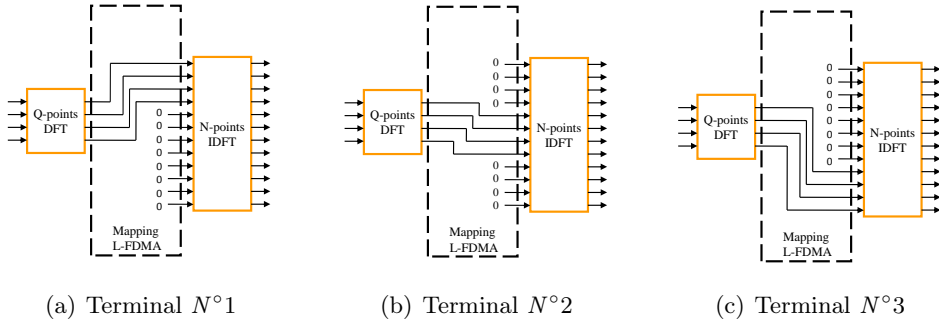 Q-points
DFT
N-points
IDFT
0
0
0
0
0
0
0
0
Mapping
L-FDMA
(a) Terminal N°1
0
0
0
0
Q-points
DFT
N-points
IDFT
0
0
0
0
Mapping
L-FDMA
(b) Terminal N°2
0
0
0
0
0
0
0
0
Q-points
DFT
N-points
IDFT
Mapping
L-FDMA
(c) Terminal N°3